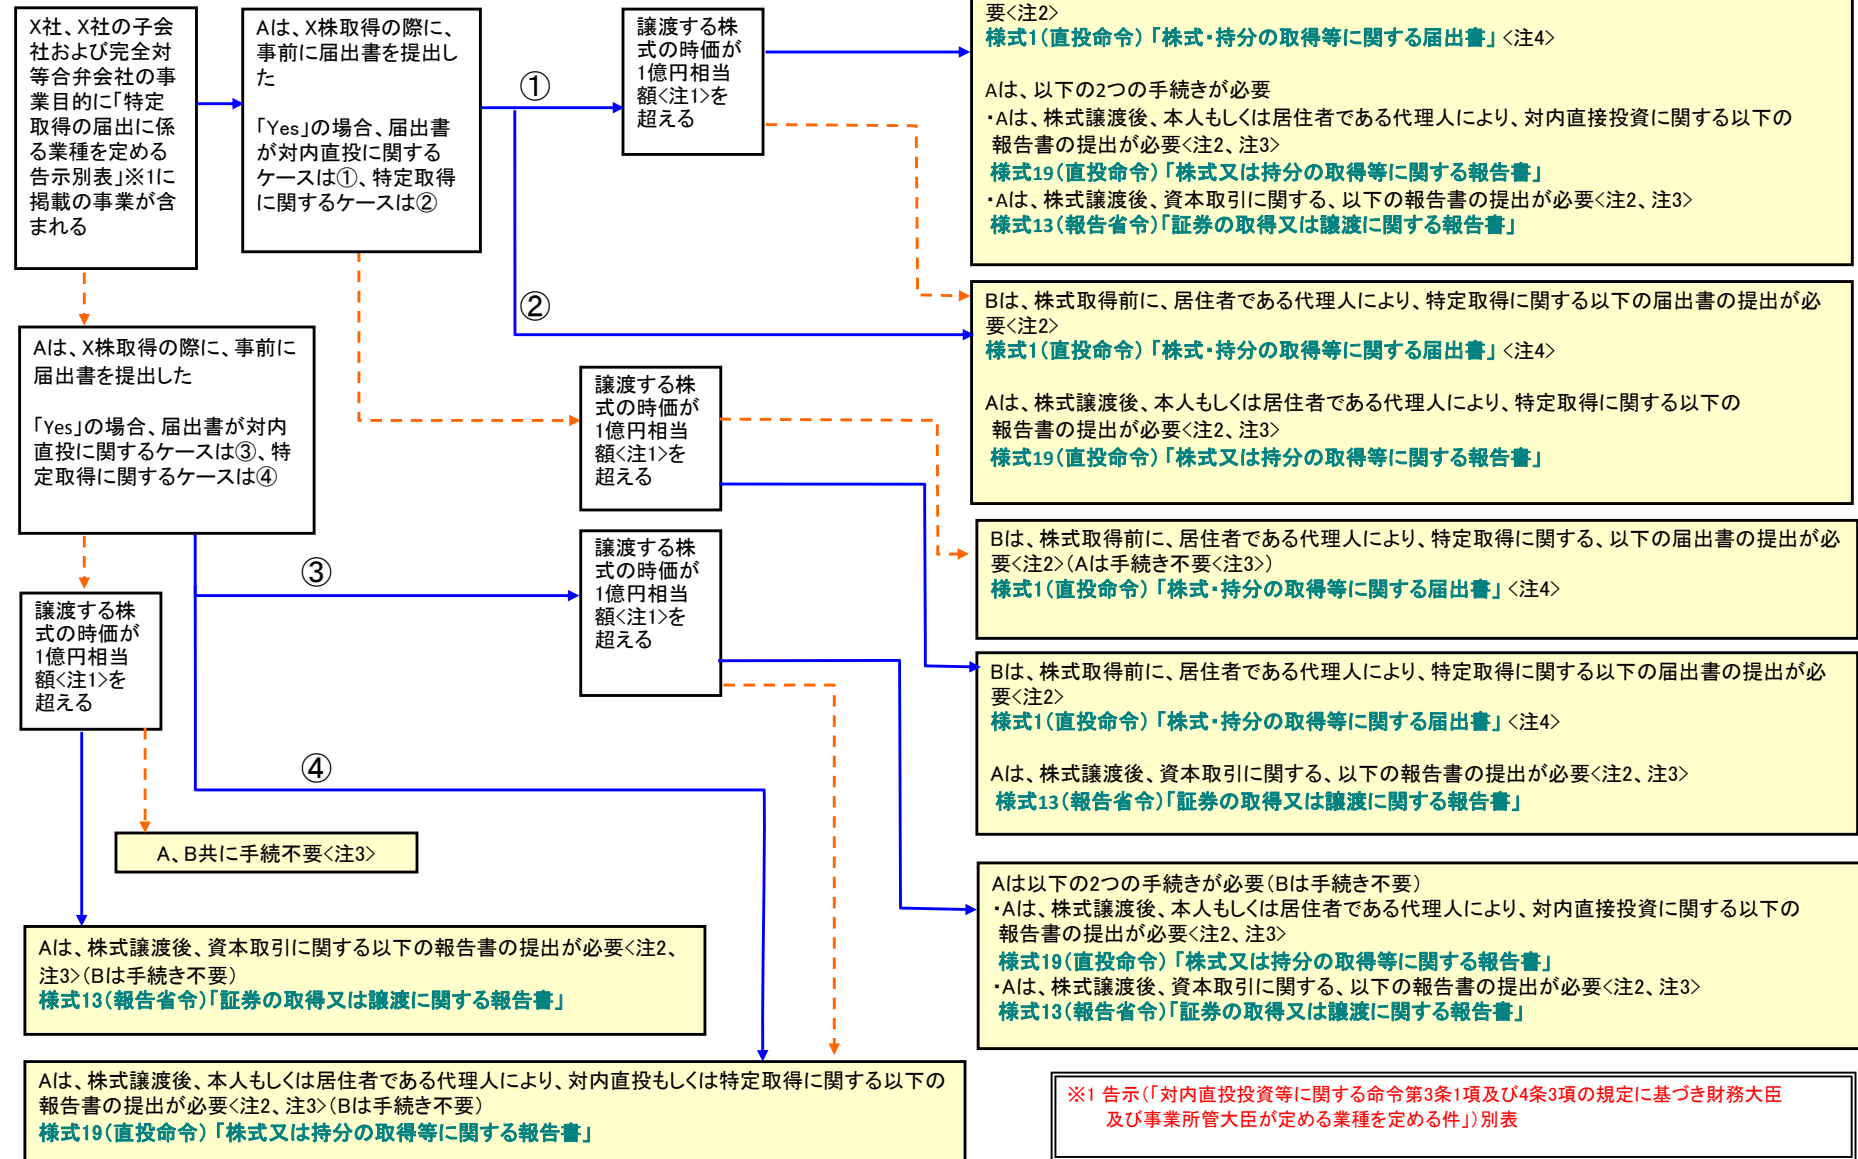 X社、X社の子会
社および完全対
等合弁会社の事
業目的に「特定
取得の届出に係
る業種を定める
告示別表」※1に
掲載の事業が含
まれる
Aは、X株取得の際に、
事前に届出書を提出し
た
「Yes」の場合、届出書
が対内直投に関する
ケースは①、特定取得
に関するケースは②
①
②
譲渡する株
式の時価が
1億円相当
額<注1>を
超える
要<注2>
様式1(直投命令)「株式・持分の取得等に関する届出書」<注4>
Aは、以下の2つの手続きが必要
・Aは、株式譲渡後、本人もしくは居住者である代理人により、対内直接投資に関する以下の
報告書の提出が必要<注2、注3>
様式19(直投命令)「株式又は持分の取得等に関する報告書」
・Aは、株式譲渡後、資本取引に関する、以下の報告書の提出が必要<注2、注3>
様式13(報告省令)「証券の取得又は譲渡に関する報告書」
Bは、株式取得前に、居住者である代理人により、特定取得に関する以下の届出書の提出が必
要<注2>
様式1(直投命令)「株式・持分の取得等に関する届出書」<注4>
Aは、株式譲渡後、本人もしくは居住者である代理人により、特定取得に関する以下の
報告書の提出が必要<注2、注3>
様式19(直投命令)「株式又は持分の取得等に関する報告書」
Aは、X株取得の際に、事前に
届出書を提出した
「Yes」の場合、届出書が対内
直投に関するケースは③、特
定取得に関するケースは④
譲渡する株
式の時価が
1億円相当
額<注1>を
超える
Bは、株式取得前に、居住者である代理人により、特定取得に関する、以下の届出書の提出が必
要<注2>(Aは手続き不要<注3>)
様式1(直投命令)「株式・持分の取得等に関する届出書」<注4>
③
譲渡する株
式の時価が
1億円相当
額<注1>を
超える
譲渡する株
式の時価が
1億円相当
額<注1>を
超える
Bは、株式取得前に、居住者である代理人により、特定取得に関する以下の届出書の提出が必
要<注2>
様式1(直投命令)「株式・持分の取得等に関する届出書」<注4>
Aは、株式譲渡後、資本取引に関する、以下の報告書の提出が必要<注2、注3>
様式13(報告省令)「証券の取得又は譲渡に関する報告書」
④
A、B共に手続不要<注3>
Aは以下の2つの手続きが必要(Bは手続き不要)
・Aは、株式譲渡後、本人もしくは居住者である代理人により、対内直接投資に関する以下の
報告書の提出が必要<注2、注3>
様式19(直投命令)「株式又は持分の取得等に関する報告書」
・Aは、株式譲渡後、資本取引に関する、以下の報告書の提出が必要<注2、注3>
様式13(報告省令)「証券の取得又は譲渡に関する報告書」
Aは、株式譲渡後、資本取引に関する以下の報告書の提出が必要<注2、
注3>(Bは手続き不要)
様式13(報告省令)「証券の取得又は譲渡に関する報告書」
Aは、株式譲渡後、本人もしくは居住者である代理人により、対内直投もしくは特定取得に関する以下の
報告書の提出が必要<注2、注3>(Bは手続き不要)
様式19(直投命令)「株式又は持分の取得等に関する報告書」
※1 告示(「対内直投投資等に関する命令第3条1項及び4条3項の規定に基づき財務大臣
及び事業所管大臣が定める業種を定める件」)別表